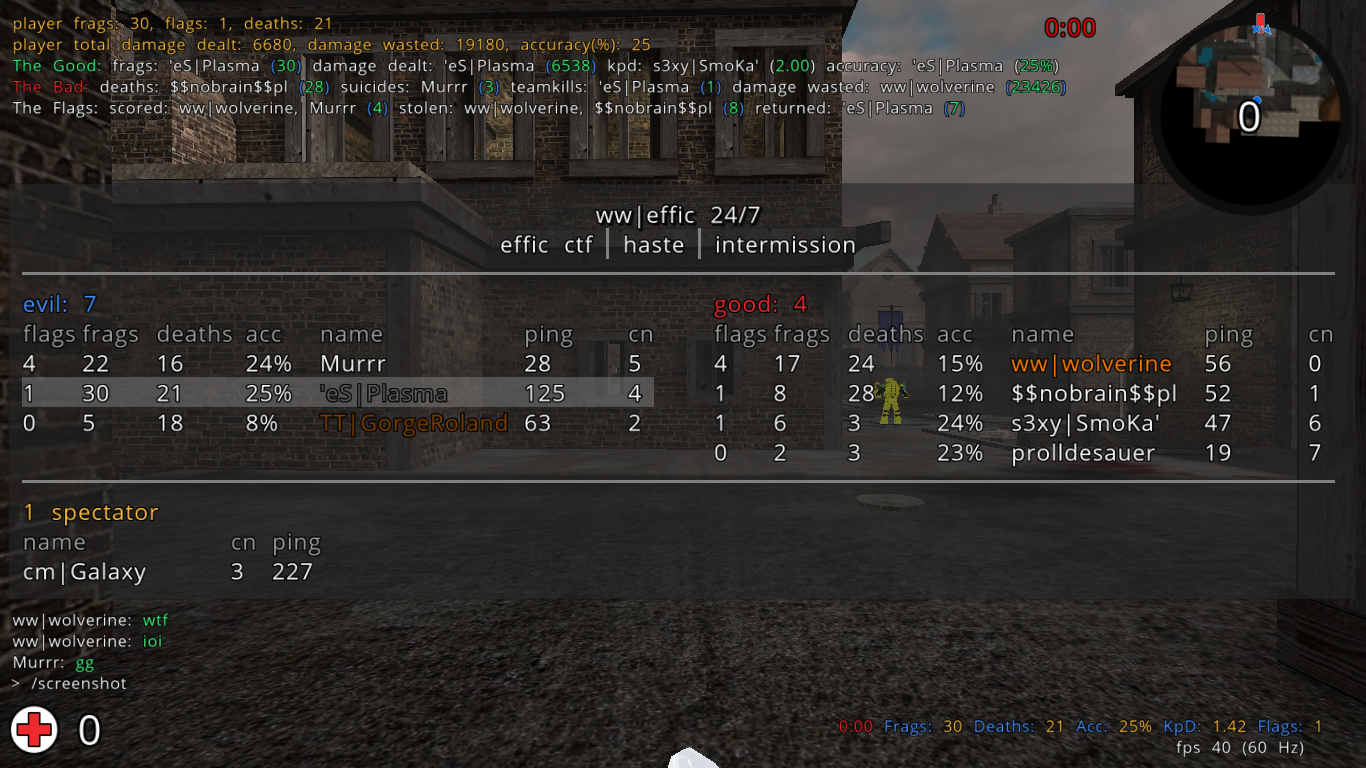 player frags: 30, flags: 1, deaths: 21
player total damage dealt: 6680, damage wasted: 19180, accuracy(%): 25
The Good: frags: 'eS|Plasma (30) damage dealt: 'eS|Plasma (6538) kpd: s3xy|SmoKa' (2.00) accuracy: 'eS|Plasma (25%)
The Bad: deaths: $$nobrain$$pl (28) suicides: Murrr (3) teamkills: 'eS|Plasma (1) damage wasted: ww|wolverine (23426)
The Flags: scored: ww|wolverine, Murrr (4) stolen: ww|wolverine, $$nobrain$$pl (8) returned: 'eS|Plasma (7)
0:00
0
ww|effic 24/7
effic ctf | haste | intermission
evil: 7
flags frags deaths acc name ping cn
4 22 16 24% Murrr 28 5
1 30 21 25% 'eS|Plasma 125 4
0 5 18 8% TT|GorgeRoland 63 2
good: 4
flags frags deaths acc name ping cn
4 17 24 15% ww|wolverine 56 0
1 8 28 12% $$nobrain$$pl 52 1
1 6 3 24% s3xy|SmoKa' 47 6
0 2 3 23% prolldesauer 19 7
1 spectator
name cn ping
cm|Galaxy 3 227
ww|wolverine: wtf
ww|wolverine: ioi
Murrr: gg
> /screenshot
0
0:00 Frags: 30 Deaths: 21 Acc: 25% KpD: 1.42 Flags: 1
fps 40 (60 Hz)